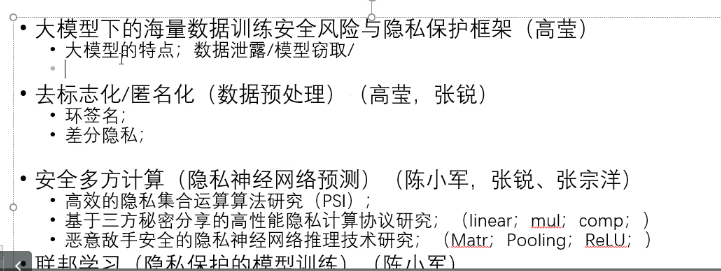 • 大模型下的海量数据训练安全风险与隐私保护框架（高莹）
• 大模型的特点；数据泄露/模型窃取/
• 去标志化/匿名化（数据预处理）（高莹，张锐）
• 环签名；
• 差分隐私；
• 安全多方计算（隐私神经网络预测）（陈小军，张锐、张宗洋）
• 高效的隐私集合运算算法研究（PSI）；
• 基于三方秘密分享的高性能隐私计算协议研究；（linear；mul；comp；）
• 恶意敌手安全的隐私神经网络推理技术研究；（Matr；Pooling；ReLU；）
• 联邦学习（隐私保护的模型训练）（陈小军）